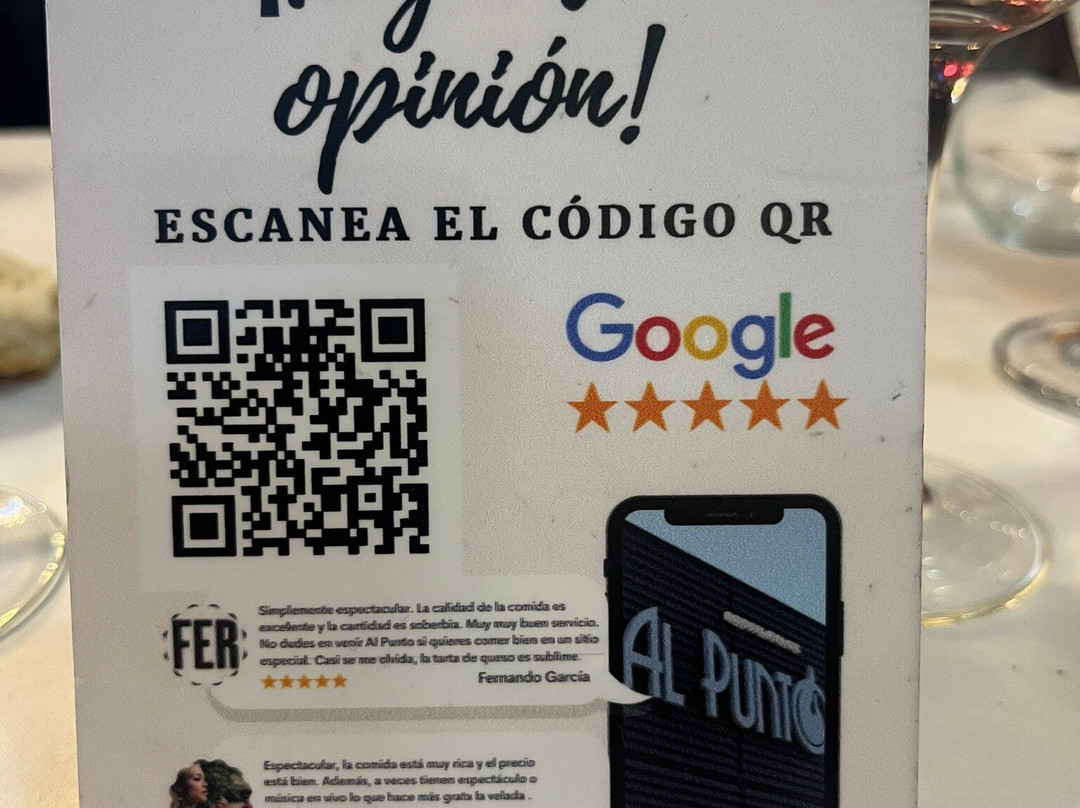 opinión!
ESCANEA EL CÓDIGO QR
Google
Simplemente espectacular. La calidad de la comida es
excelente y la cantidad es soberbia. Muy muy buen servicio.
No dudes en venir Al Punto si quieres comer bien en un sitio
especial. Casi se me olvida, la tarta de queso es sublime.
FER
Fernando García
AL PUNTO
Espectacular, la comida está muy rica y el precio
está bien. Además, a veces tienen espectáculo o
música en vivo lo que hace más grata la velada .